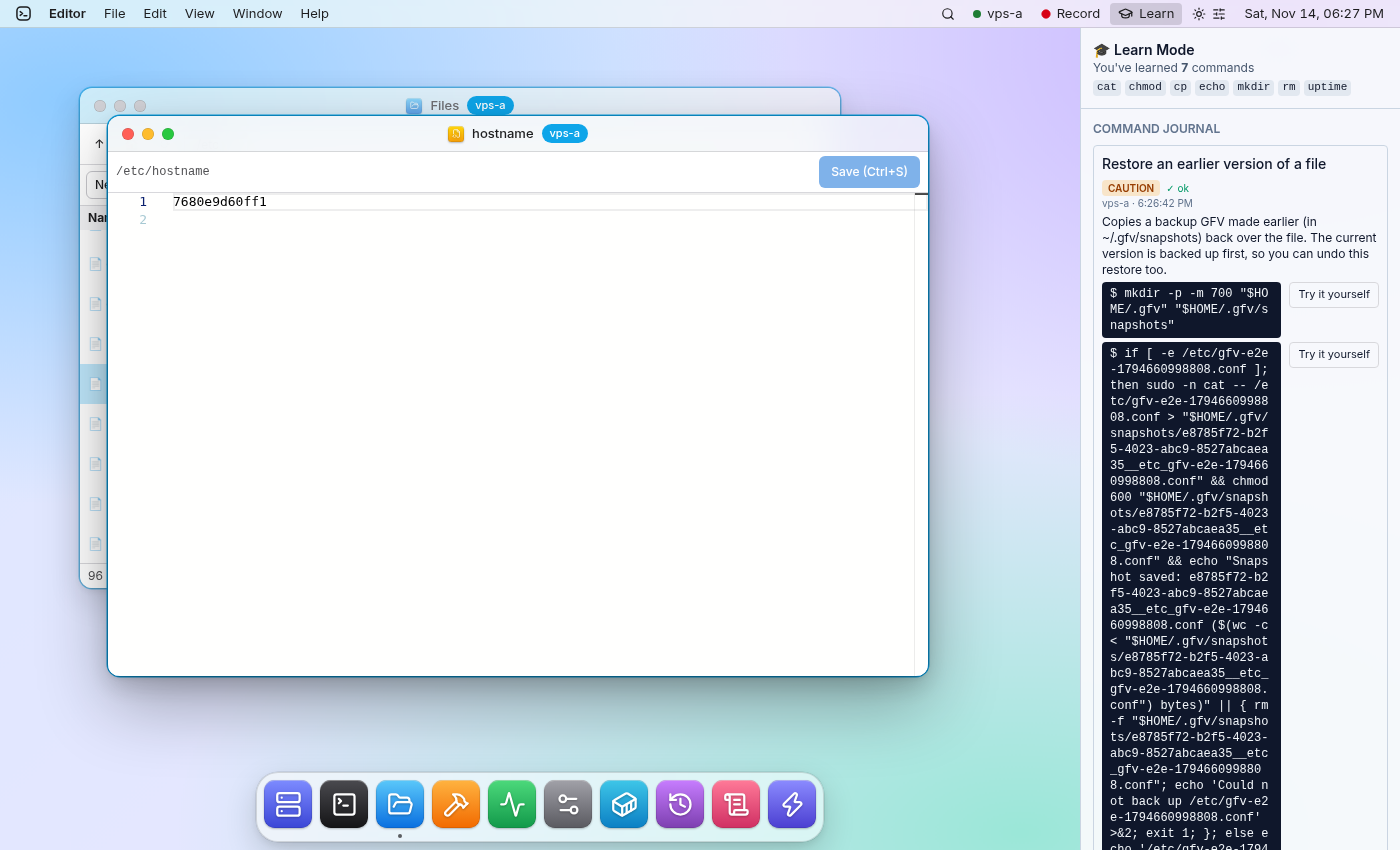 Editor File Edit View Window Help vps-a Record Learn Sat, Nov 14, 06:27 PM
🎓 Learn Mode
You've learned 7 commands
cat chmod cp echo mkdir rm uptime
COMMAND JOURNAL
Restore an earlier version of a file
CAUTION ✓ ok
vps-a · 6:26:42 PM
Copies a backup GFV made earlier (in
~/.gfv/snapshots) back over the file. The current
version is backed up first, so you can undo this
restore too.
$ mkdir -p -m 700 "$HO
ME/.gfv" "$HOME/.gfv/s
napshots"
Try it yourself
$ if [ -e /etc/gfv-e2e
-1794660998808.conf ];
then sudo -n cat -- /e
tc/gfv-e2e-17946609988
08.conf > "$HOME/.gfv/
snapshots/e8785f72-b2f
5-4023-abc9-8527abcaea
35__etc_gfv-e2e-179466
0998808.conf" && chmod
600 "$HOME/.gfv/snapsh
ots/e8785f72-b2f5-4023
-abc9-8527abcaea35__et
c_gfv-e2e-179466099880
8.conf" && echo "Snaps
hot saved: e8785f72-b2
f5-4023-abc9-8527abcae
a35__etc_gfv-e2e-17946
60998808.conf ($(wc -c
< "$HOME/.gfv/snapshot
s/e8785f72-b2f5-4023-a
bc9-8527abcaea35__etc_
gfv-e2e-1794660998808.
conf") bytes)" || { rm
-f "$HOME/.gfv/snapsho
ts/e8785f72-b2f5-4023-
abc9-8527abcaea35__etc
_gfv-e2e-179466099880
8.conf"; echo 'Could n
ot back up /etc/gfv-e2
e-1794660998808.conf'
>&2; exit 1; }; else e
cho '/etc/gfv-e2e-1794
Try it yourself
Files vps-a
Nam
96
hostname vps-a
/etc/hostname
Save (Ctrl+S)
1 7680e9d60ff1
2